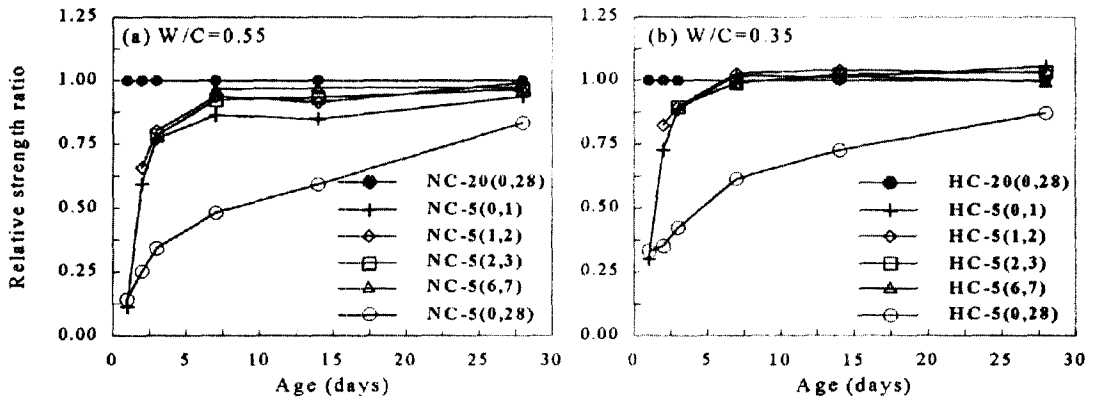 Relative strength ratio
1.25
1.00
0.75
0.50
0.25
0.00
(a) W/C=0.55
NC-20(0,28)
NC-5(0,1)
NC-5(1,2)
NC-5(2,3)
NC-5(6,7)
NC-5(0,28)
0 5 10 15 20 25 30
Age (days)
1.25
1.00
0.75
0.50
0.25
0.00
(b) W/C=0.35
HC-20(0,28)
HC-5(0,1)
HC-5(1,2)
HC-5(2,3)
HC-5(6,7)
HC-5(0,28)
0 5 10 15 20 25 30
Age (days)